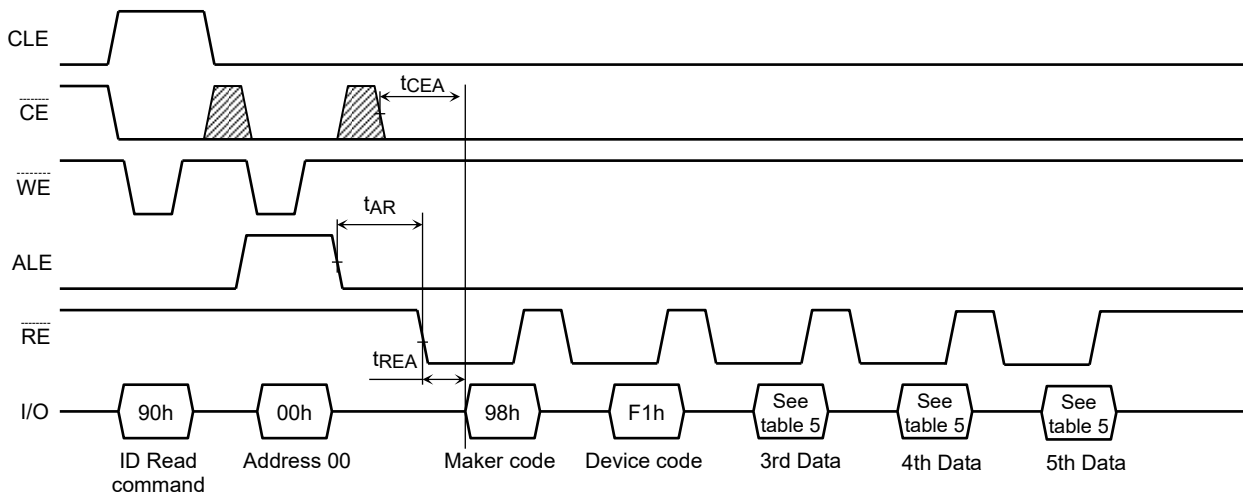 CLE
tCEA
CE
WE
tAR
ALE
RE
tREA
I/O
90h
00h
98h
F1h
See
table 5
See
table 5
See
table 5
ID Read
command
Address 00
Maker code
Device code
3rd Data
4th Data
5th Data